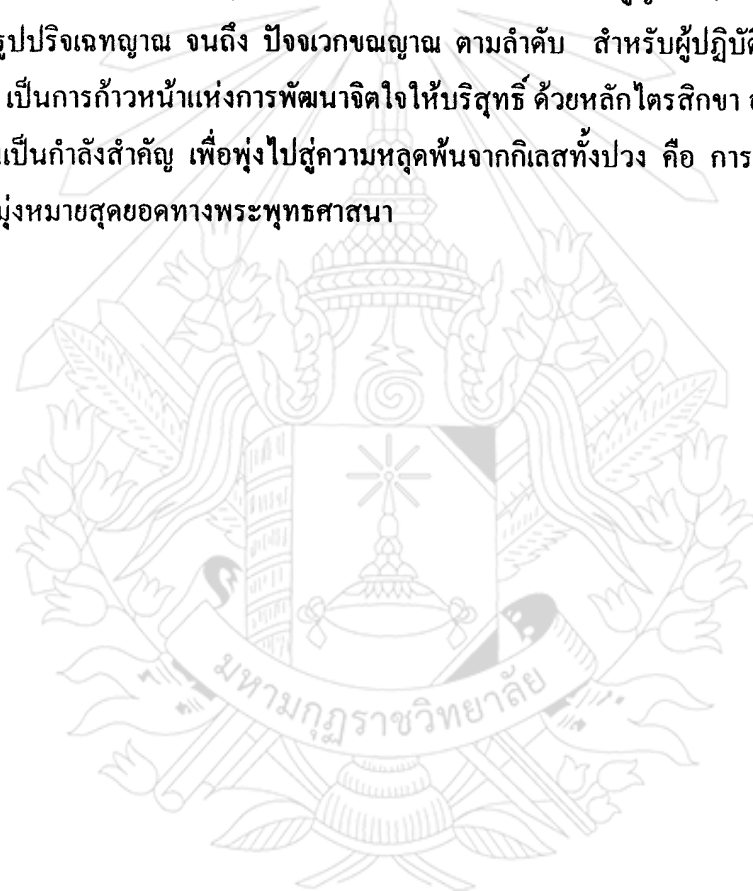 รูปปริจเฉทญาณ จนถึง ปัจจเวกขณญาณ ตามลำดับ สำหรับผู้ปฏิบัติ
เป็นการก้าวหน้าแห่งการพัฒนาจิตใจให้บริสุทธิ์ ด้วยหลักไตรสิกขา
เป็นกำลังสำคัญ เพื่อพุ่งไปสู่ความหลุดพ้นจากกิเลสทั้งปวง คือ การ
มุ่งหมายสุดยอดทางพระพุทธศาสนา
มหามกุฏราชวิทยาลัย